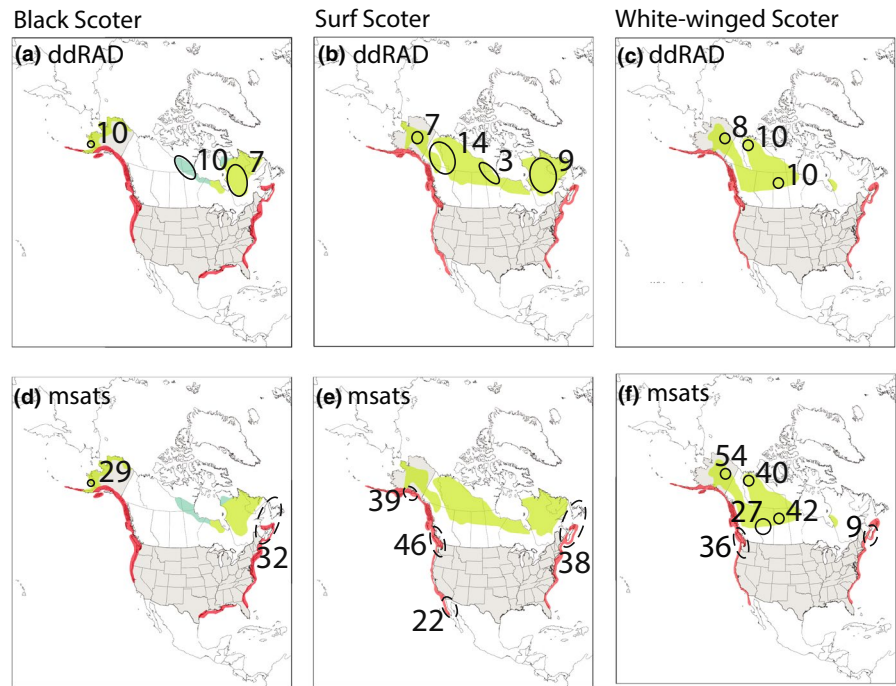 Black Scoter
Surf Scoter
White-winged Scoter
(a) ddRAD
10
10
7
(b) ddRAD
7
14
3
9
(c) ddRAD
8
10
10
(d) msats
29
32
(e) msats
39
46
22
38
(f) msats
54
40
27
42
36
9